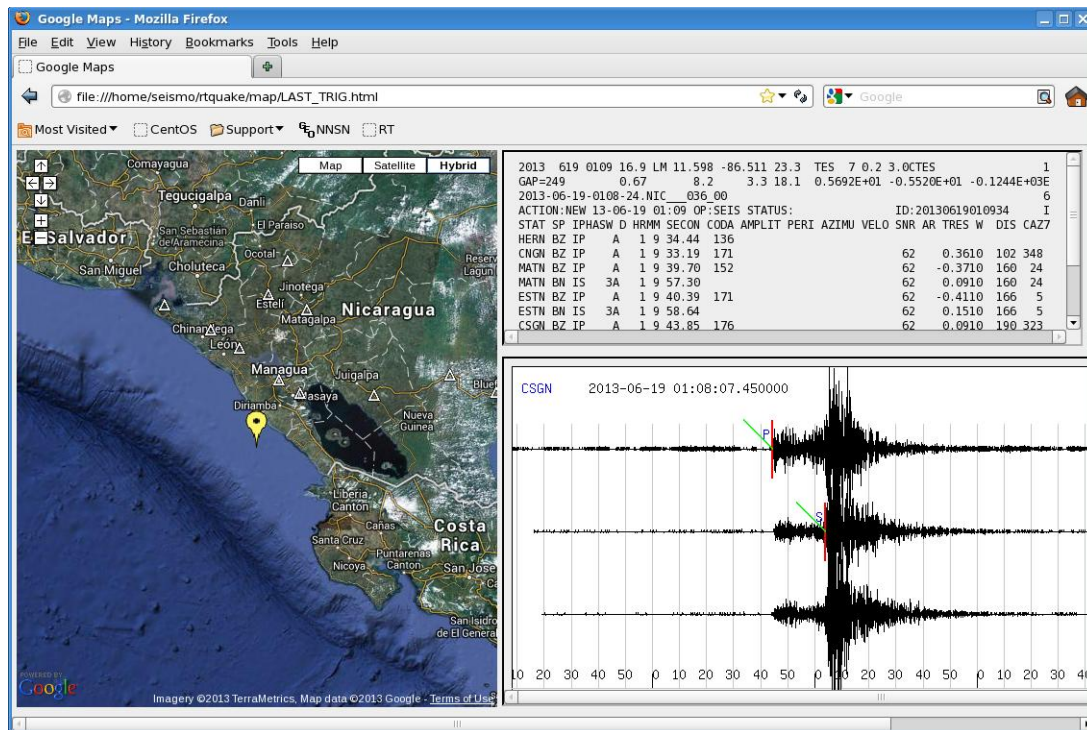 Google Maps - Mozilla Firefox
File Edit View History Bookmarks Tools Help
Google Maps
file:///home/seismo/rtquake/map/LAST_TRIG.html
Google
Most Visited CentOS Support NNSN RT
Map Satellite Hybrid
Comayagua
Tegucigalpa Danli
El Salvador
San Sebastián de Aramecina
El Paraiso
San Miguel Choluteca
Ocotal
Reserv
Lagun
Jinotega
Estelí
Nicaragua
Matagalpa
Chinandega
León
Managua
Juigalpa
Masaya
Blue
Diriamba
Nueva Guinea
Liberia
Cantón
Cañas
Costa Rica
Santa Cruz
Puntarenas
Nicoya Canton San Jose
San Isidro de El General
POWERED BY
Google
Imagery ©2013 TerraMetrics, Map data ©2013 Google - Terms of Use
2013 619 0109 16.9 LM 11.598 -86.511 23.3 TES 7 0.2 3.0CTES 1
GAP=249 0.67 8.2 3.3 18.1 0.5692E+01 -0.5520E+01 -0.1244E+03E
2013-06-19-0108-24.NIC___036_00 6
ACTION:NEW 13-06-19 01:09 OP:SEIS STATUS: ID:20130619010934 I
STAT SP IPHASW D HRMM SECON CODA AMPLIT PERI AZIMU VELO SNR AR TRES W DIS CAZ7
HERN BZ IP A 1 9 34.44 136
CNGN BZ IP A 1 9 33.19 171 62 0.3610 102 348
MATN BZ IP A 1 9 39.70 152 62 -0.3710 160 24
MATN BN IS 3A 1 9 57.30 62 0.0910 160 24
ESTN BZ IP A 1 9 40.39 171 62 -0.4110 166 5
ESTN BN IS 3A 1 9 58.64 62 0.1510 166 5
CSGN BZ IP A 1 9 43.85 176 62 0.0910 190 323
CSGN 2013-06-19 01:08:07.450000
P
S
10 20 30 40 50 0 10 20 30 40 50 0 10 20 30 40 50 0 10 20 30 40